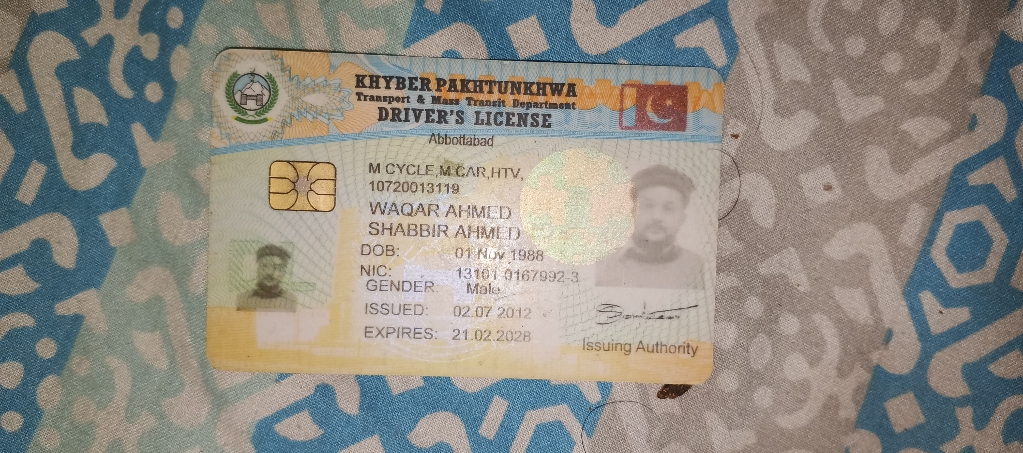 KHYBER PAKHTUNKHWA
Transport & Mass Transit Department
DRIVER'S LICENSE
Abbottabad
M CYCLE,M CAR,HTV,
10720013119
WAQAR AHMED
SHABBIR AHMED
DOB: 01 Nov 1988
NIC: 13101-0167992-3
GENDER: Male
ISSUED: 02.07 2012
EXPIRES: 21.02.2028
Issuing Authority